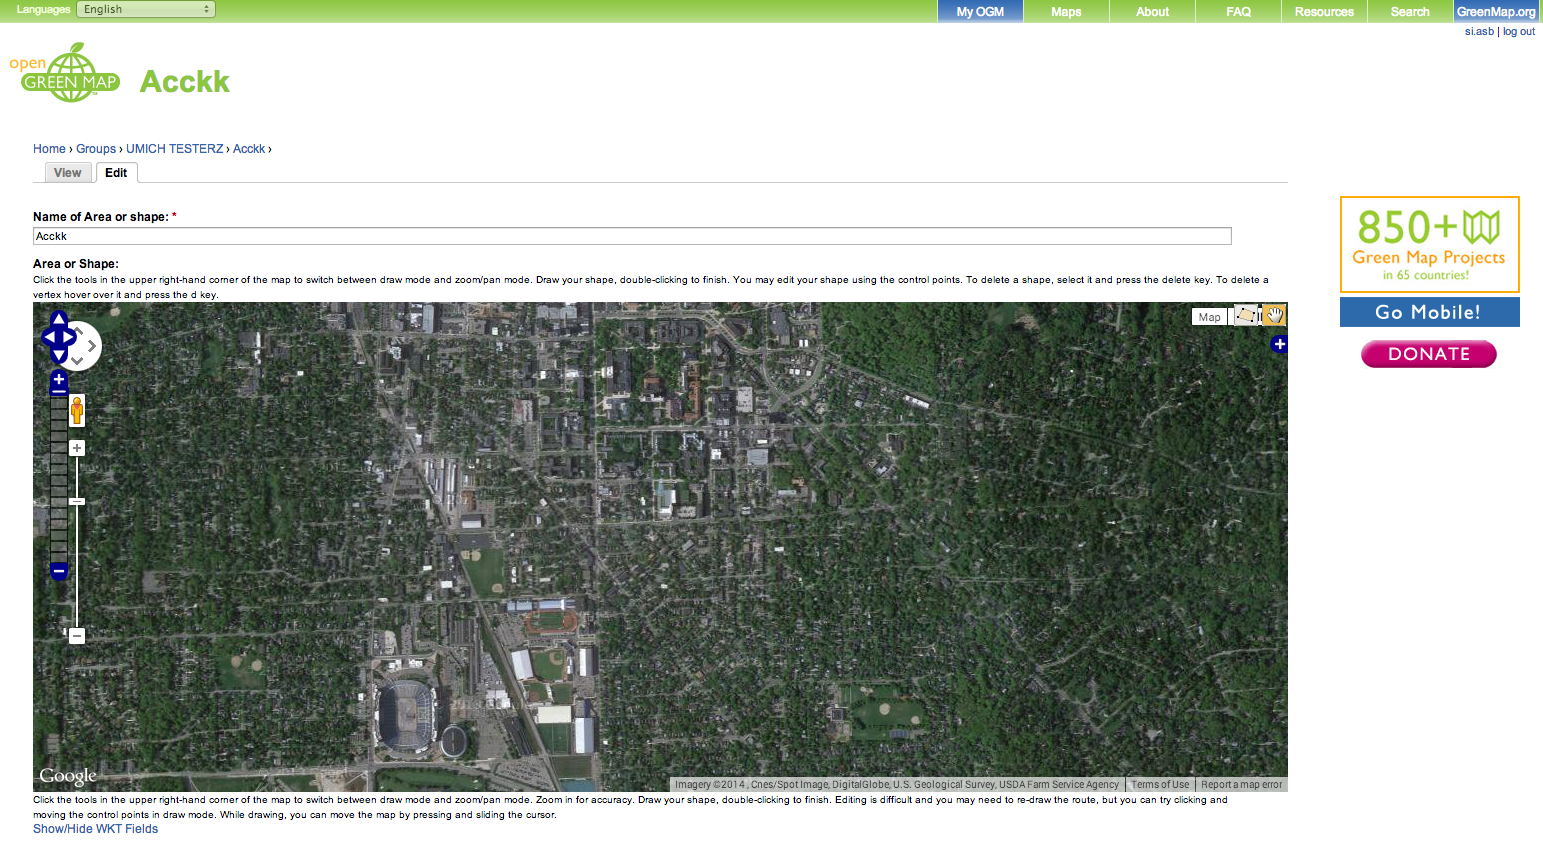 Languages English My OGM Maps About FAQ Resources Search GreenMap.org
si.asb | log out
open
GREEN MAP
Acckk
Home › Groups › UMICH TESTERZ › Acckk ›
View Edit
Name of Area or shape: *
Acckk
Area or Shape:
Click the tools in the upper right-hand corner of the map to switch between draw mode and zoom/pan mode. Draw your shape, double-clicking to finish. You may edit your shape using the control points. To delete a shape, select it and press the delete key. To delete a
vertex hover over it and press the d key.
Map
850+
Green Map Projects
in 65 countries!
Go Mobile!
DONATE
Google
Imagery ©2014 , Cnes/Spot Image, DigitalGlobe, U.S. Geological Survey, USDA Farm Service Agency Terms of Use Report a map error
Click the tools in the upper right-hand corner of the map to switch between draw mode and zoom/pan mode. Zoom in for accuracy. Draw your shape, double-clicking to finish. Editing is difficult and you may need to re-draw the route, but you can try clicking and
moving the control points in draw mode. While drawing, you can move the map by pressing and sliding the cursor.
Show/Hide WKT Fields